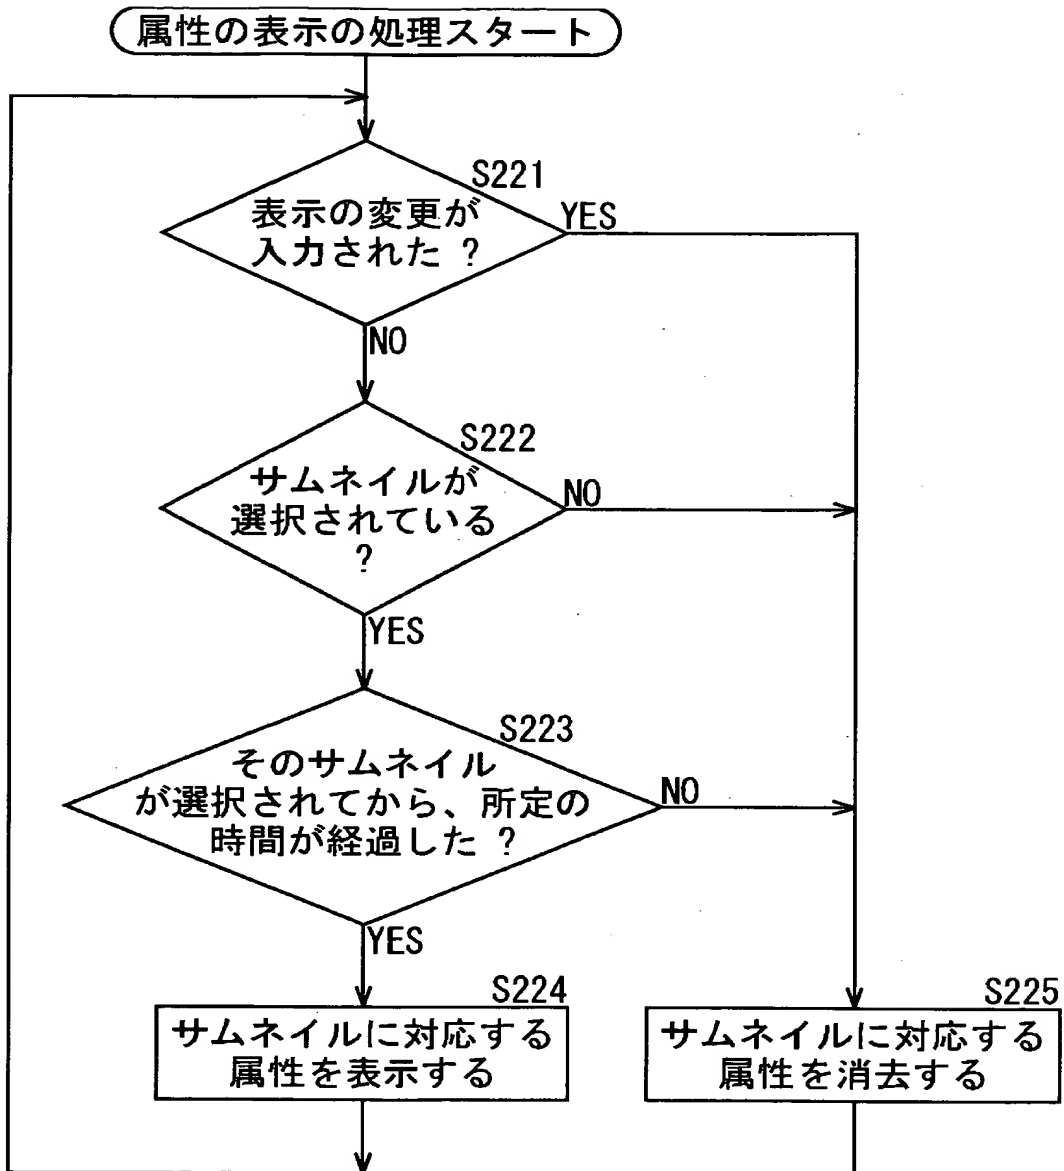 属性の表示の処理スタート
S221
表示の変更が
入力された ?
YES
NO
S222
サムネイルが
選択されている
?
NO
YES
S223
そのサムネイル
が選択されてから、所定の
時間が経過した ?
NO
YES
S224
サムネイルに対応する
属性を表示する
S225
サムネイルに対応する
属性を消去する